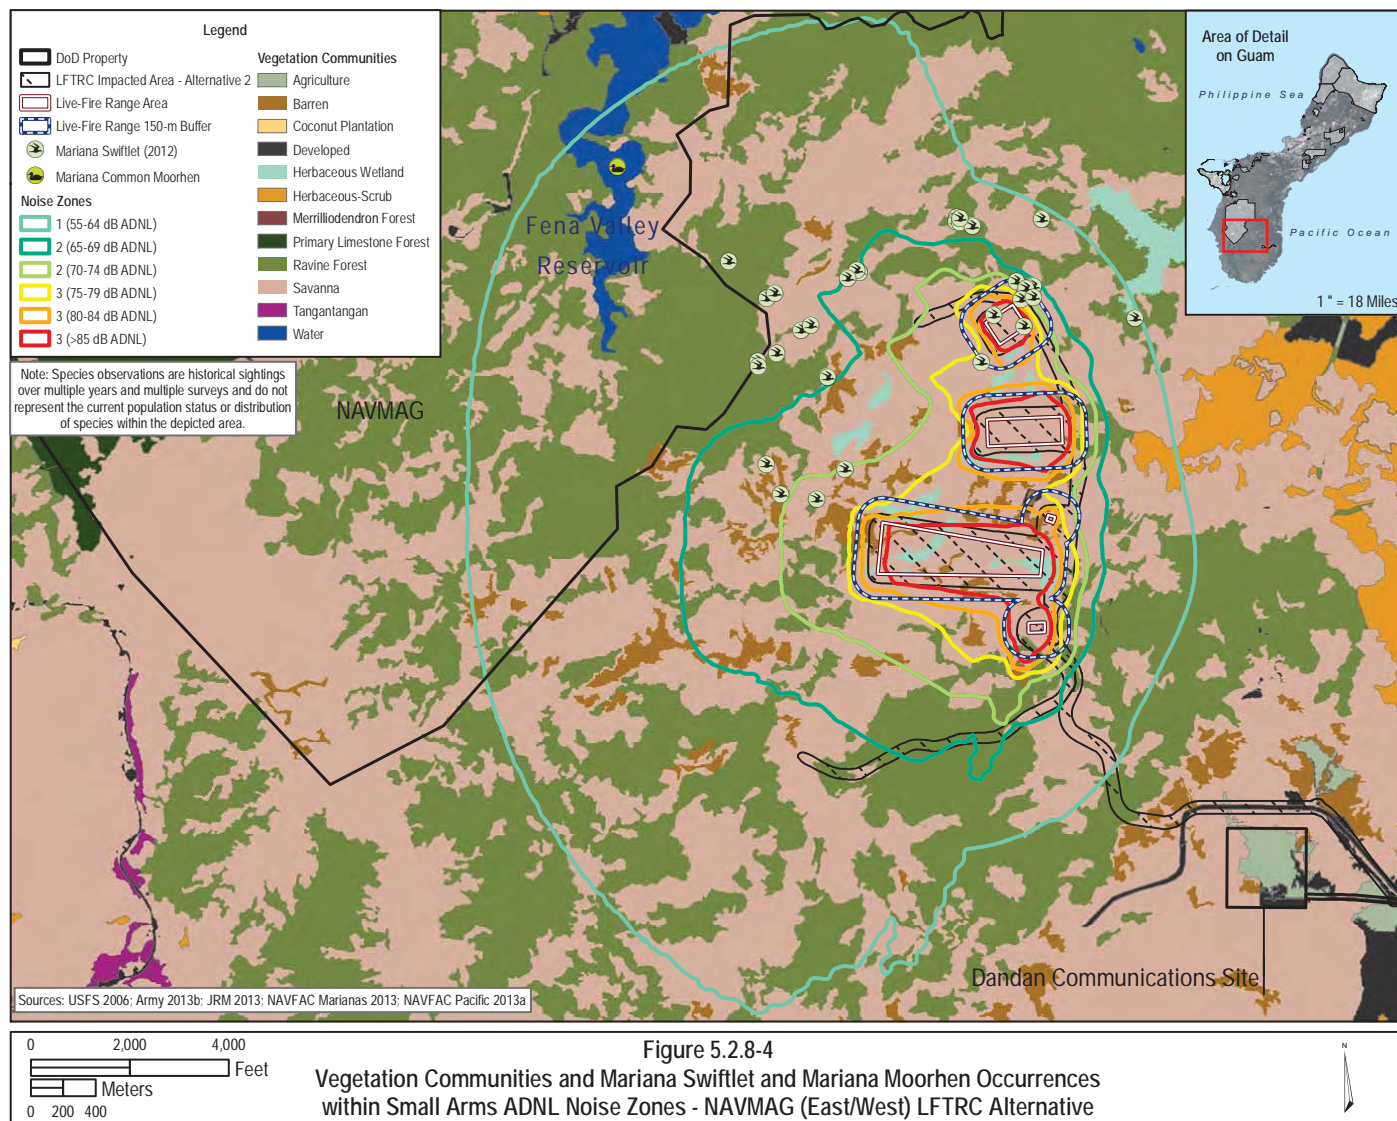 Legend
DoD Property
LFTRC Impacted Area - Alternative 2
Live-Fire Range Area
Live-Fire Range 150-m Buffer
Mariana Swiftlet (2012)
Mariana Common Moorhen
Noise Zones
1 (55-64 dB ADNL)
2 (65-69 dB ADNL)
2 (70-74 dB ADNL)
3 (75-79 dB ADNL)
3 (80-84 dB ADNL)
3 (>85 dB ADNL)
Vegetation Communities
Agriculture
Barren
Coconut Plantation
Developed
Herbaceous Wetland
Herbaceous-Scrub
Merrilliodendron Forest
Primary Limestone Forest
Ravine Forest
Savanna
Tangantangan
Water
Note: Species observations are historical sightings
over multiple years and multiple surveys and do not
represent the current population status or distribution
of species within the depicted area.
Area of Detail
on Guam
Philippine Sea
Pacific Ocean
1 " = 18 Miles
Fena Valley
Reservoir
NAVMAG
Dandan Communications Site
Sources: USFS 2006; Army 2013b; JRM 2013; NAVFAC Marianas 2013; NAVFAC Pacific 2013a
0 2,000 4,000
Feet
Meters
0 200 400
Figure 5.2.8-4
Vegetation Communities and Mariana Swiftlet and Mariana Moorhen Occurrences
within Small Arms ADNL Noise Zones - NAVMAG (East/West) LFTRC Alternative
N